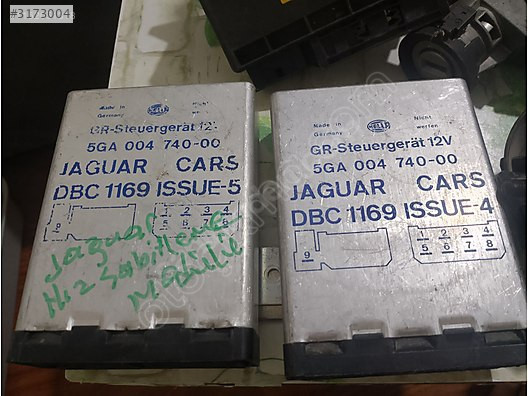 #3173004
Made in
Germany
HELLA
Nicht
GR-Steuergerät 12
5GA 004 740-00
JAGUAR CARS
DBC 1169 ISSUE-5
9
1 2 3 4
5 6 7 8
Jaguar
Hız Sabitleme
Modülü
Made in
Germany
HELLA
Nicht
werfen
GR-Steuergerät 12V
5GA 004 740-00
JAGUAR CARS
DBC 1169 ISSUE-4
9
1 2 3 4
5 6 7 8